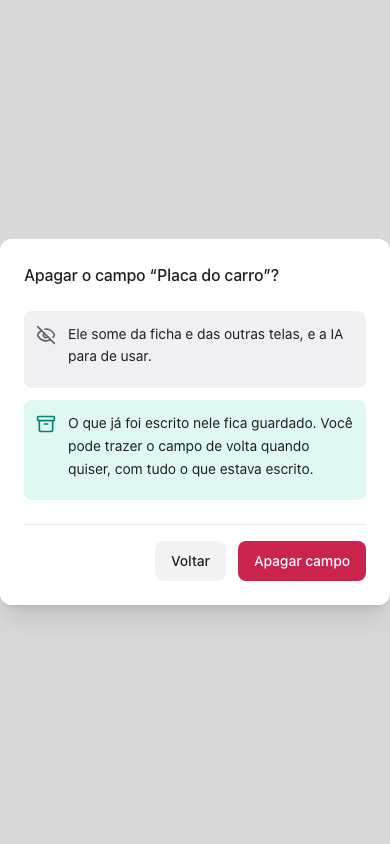 Apagar o campo “Placa do carro”?
Ele some da ficha e das outras telas, e a IA
para de usar.
O que já foi escrito nele fica guardado. Você
pode trazer o campo de volta quando
quiser, com tudo o que estava escrito.
Voltar
Apagar campo